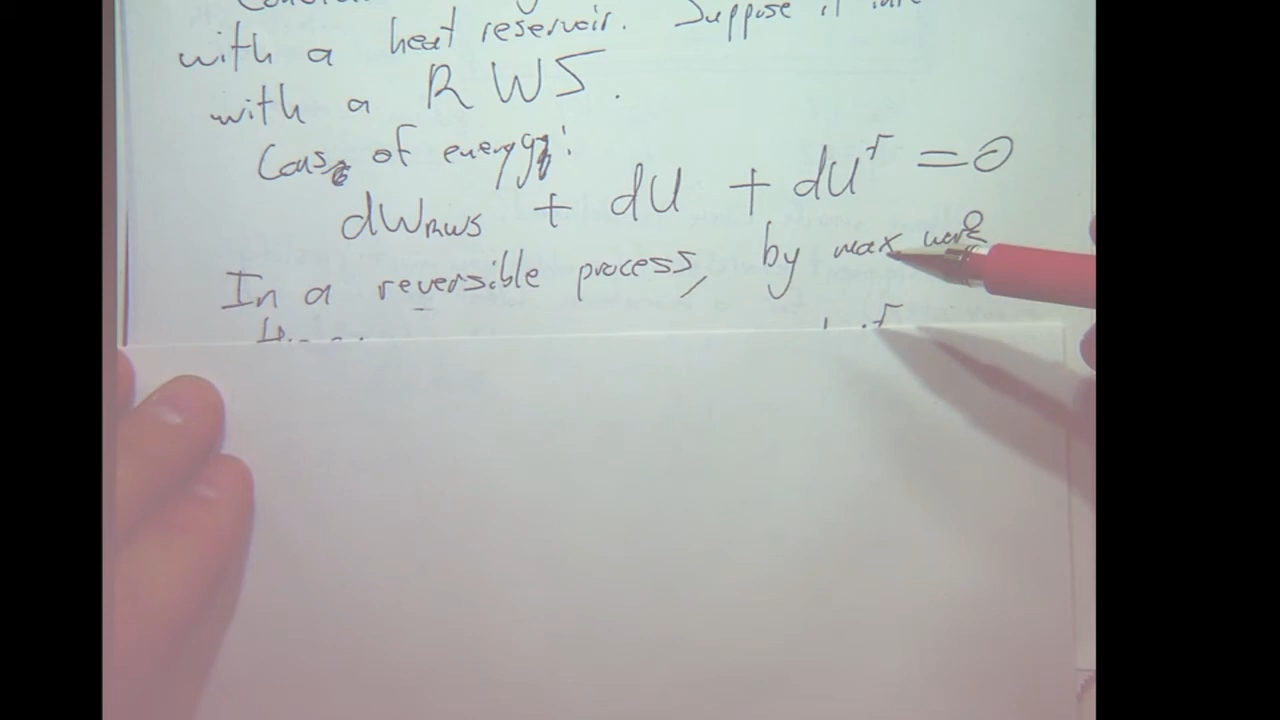 with a heat reservoir. Suppose it
with a RWS.
Cons of energy:
dW_RWS + dU + dU^r = 0
In a reversible process, by max work